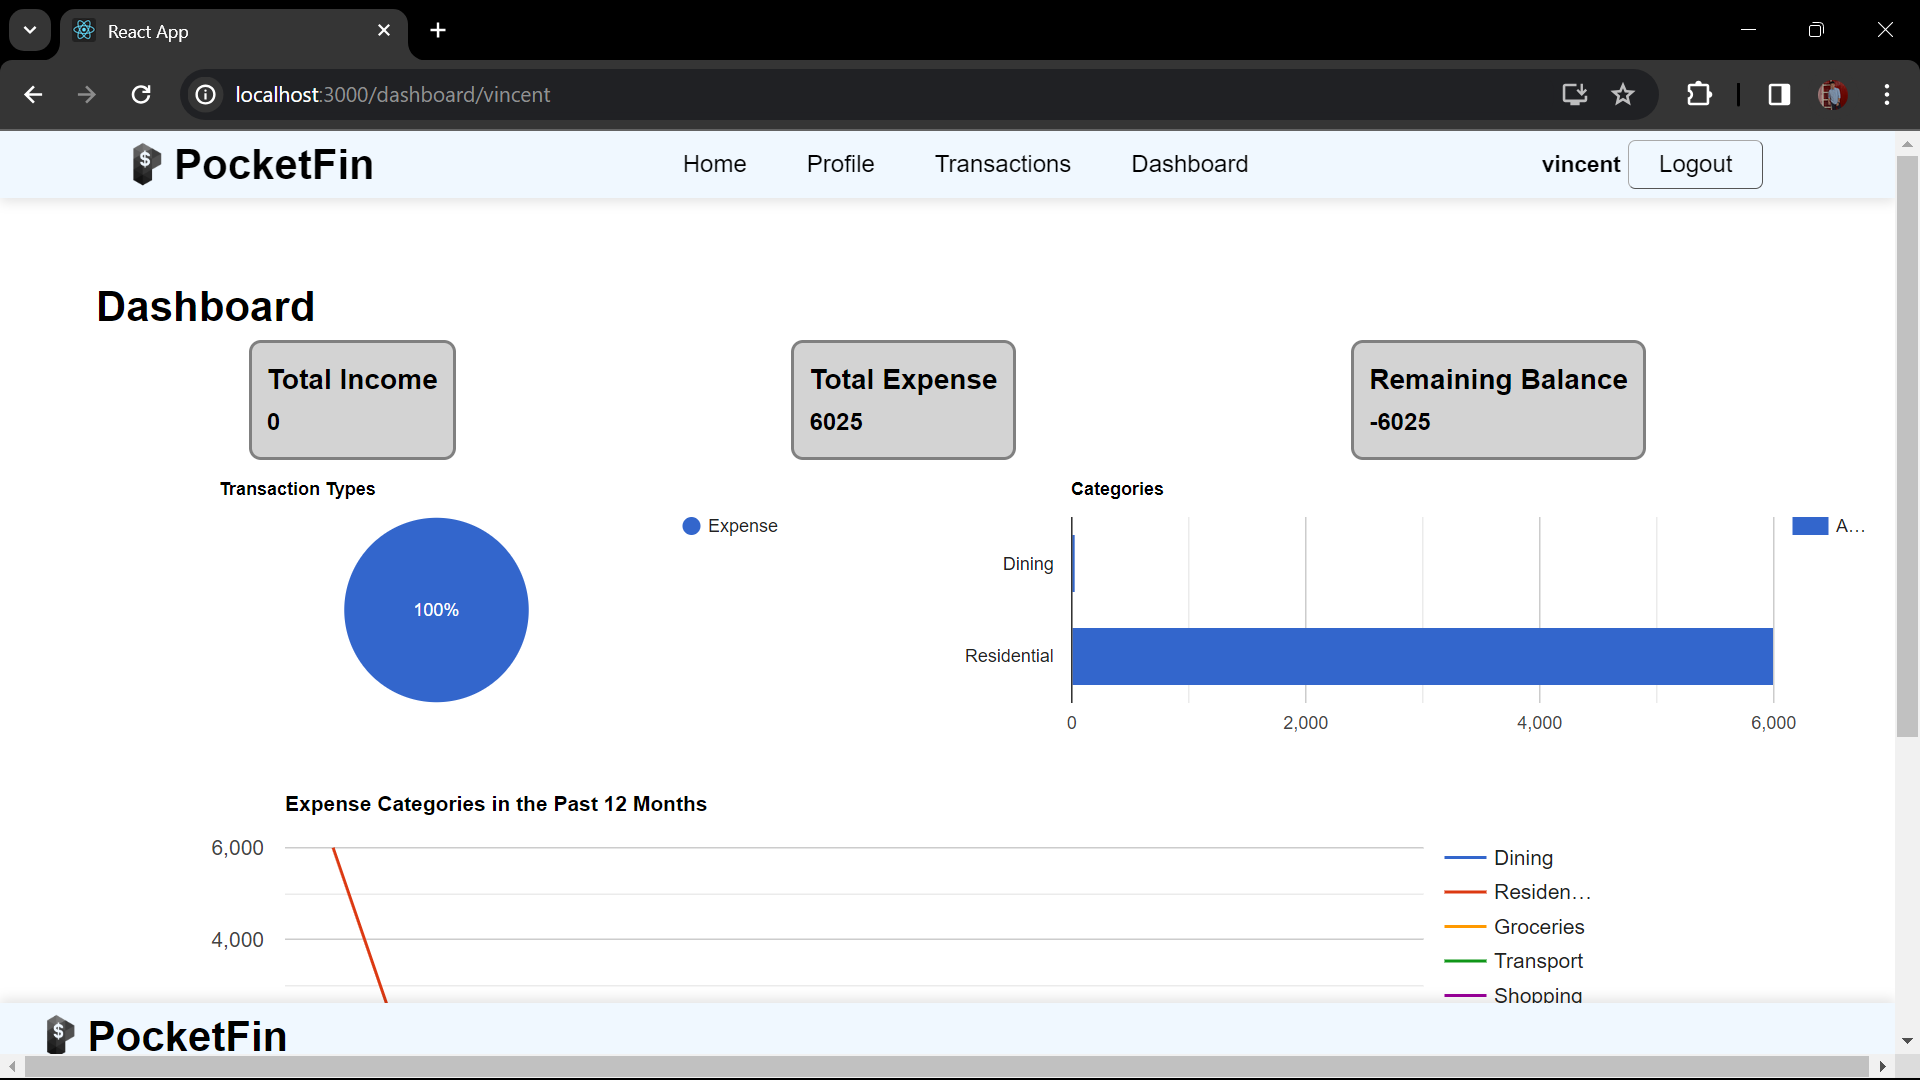 React App
localhost:3000/dashboard/vincent
$ PocketFin
Home Profile Transactions Dashboard
vincent Logout
Dashboard
Total Income
0
Total Expense
6025
Remaining Balance
-6025
Transaction Types
100%
Expense
Categories
A...
Dining
Residential
0 2,000 4,000 6,000
Expense Categories in the Past 12 Months
6,000
4,000
Dining
Residen...
Groceries
Transport
Shopping
$ PocketFin